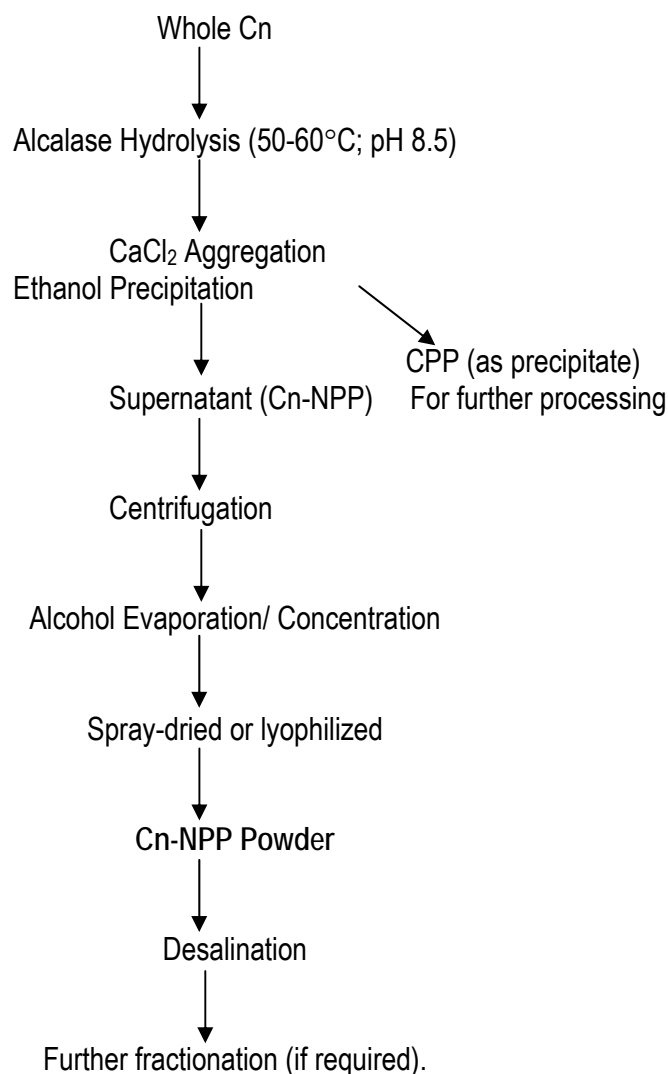 Whole Cn
Alcalase Hydrolysis (50-60°C; pH 8.5)
CaCl₂ Aggregation
Ethanol Precipitation
CPP (as precipitate)
Supernatant (Cn-NPP)
For further processing
Centrifugation
Alcohol Evaporation/ Concentration
Spray-dried or lyophilized
Cn-NPP Powder
Desalination
Further fractionation (if required).